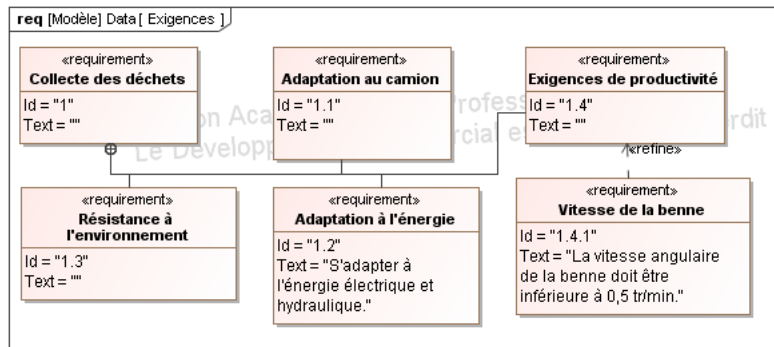 req [Modèle] Data [ Exigences ]
«requirement»
Collecte des déchets
Id = "1"
Text = ""
«requirement»
Adaptation au camion
Id = "1.1"
Text = ""
«requirement»
Exigences de productivité
Id = "1.4"
Text = ""
«refine»
«requirement»
Résistance à
l'environnement
Id = "1.3"
Text = ""
«requirement»
Adaptation à l'énergie
Id = "1.2"
Text = "S'adapter à
l'énergie électrique et
hydraulique."
«requirement»
Vitesse de la benne
Id = "1.4.1"
Text = "La vitesse angulaire
de la benne doit être
inférieure à 0,5 tr/min."